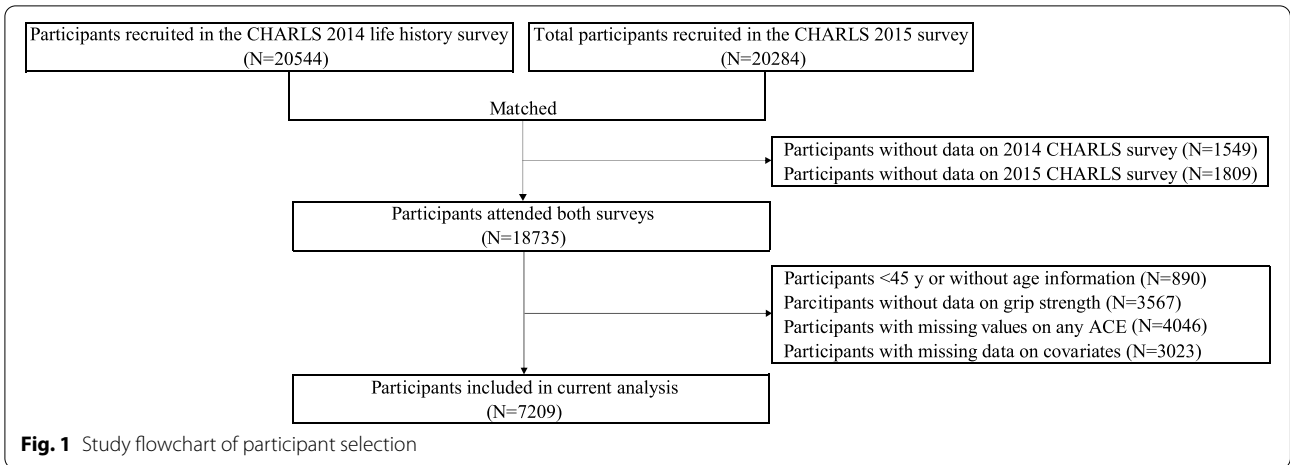 Participants recruited in the CHARLS 2014 life history survey
(N=20544)
Total participants recruited in the CHARLS 2015 survey
(N=20284)
Matched
Participants without data on 2014 CHARLS survey (N=1549)
Participants without data on 2015 CHARLS survey (N=1809)
Participants attended both surveys
(N=18735)
Participants <45 y or without age information (N=890)
Parcitipants without data on grip strength (N=3567)
Participants with missing values on any ACE (N=4046)
Participants with missing data on covariates (N=3023)
Participants included in current analysis
(N=7209)
Fig. 1 Study flowchart of participant selection